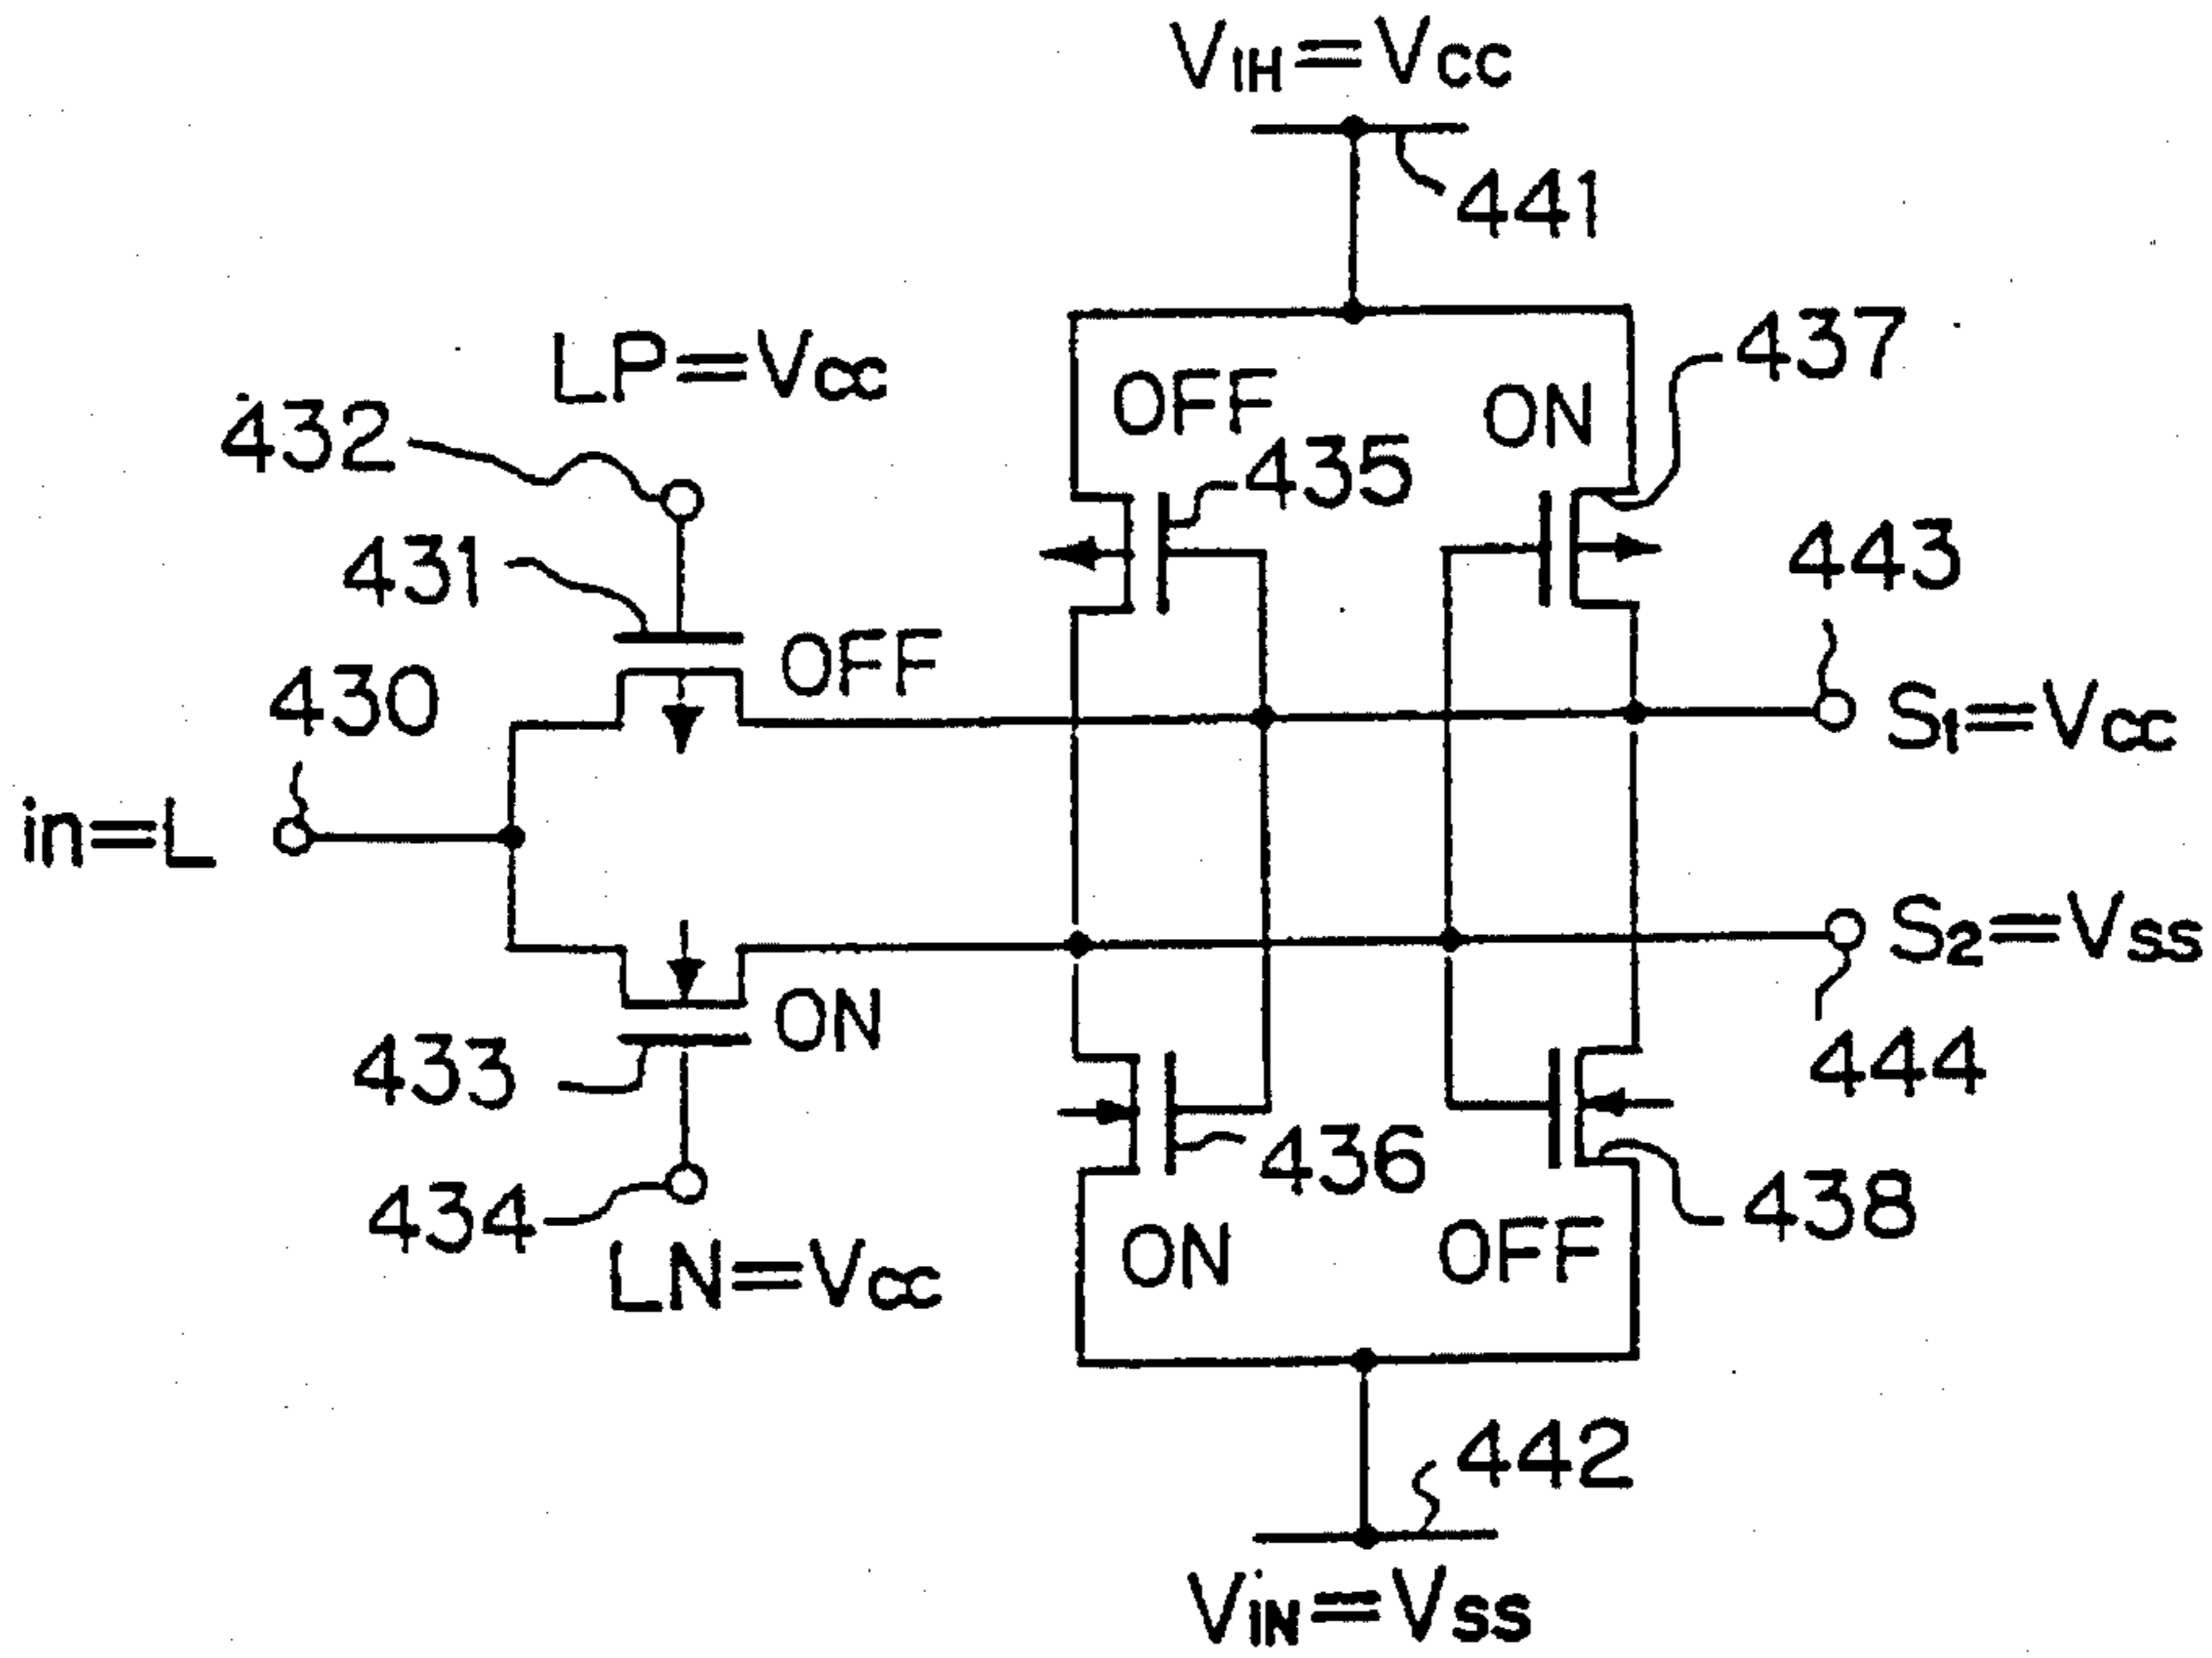 VIH=Vcc
441
LP=Vcc
437
432
OFF
ON
435
431
443
OFF
430
S1=Vcc
in=L
S2=Vss
ON
433
444
436
434
438
LN=Vcc
ON
OFF
442
ViN=Vss